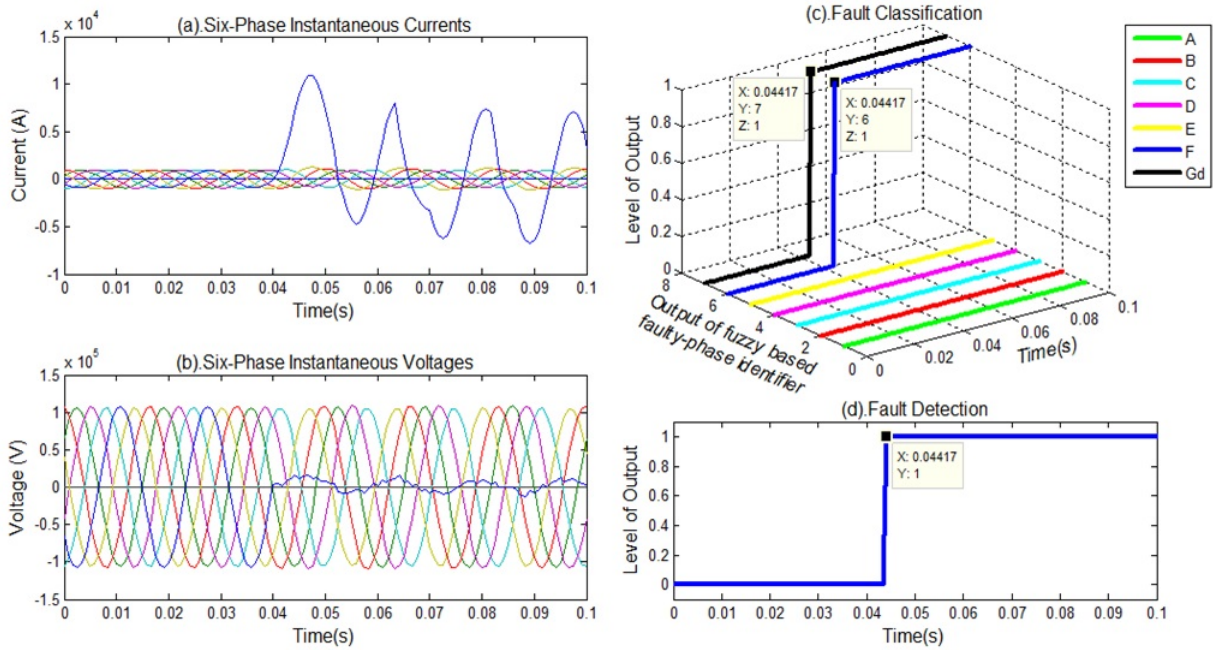 (a).Six-Phase Instantaneous Currents
x 10^4
1.5
1
0.5
0
-0.5
-1
Current (A)
0 0.01 0.02 0.03 0.04 0.05 0.06 0.07 0.08 0.09 0.1
Time(s)
(b).Six-Phase Instantaneous Voltages
x 10^5
1.5
1
0.5
0
-0.5
-1
-1.5
Voltage (V)
0 0.01 0.02 0.03 0.04 0.05 0.06 0.07 0.08 0.09 0.1
Time(s)
(c).Fault Classification
1
0.8
0.6
0.4
0.2
0
Level of Output
X: 0.04417
Y: 7
Z: 1
X: 0.04417
Y: 6
Z: 1
8
6
4
2
0
Output of fuzzy based
faulty-phase identifier
0
0.02
0.04
0.06
0.08
0.1
Time(s)
A
B
C
D
E
F
Gd
(d).Fault Detection
1
0.8
0.6
0.4
0.2
0
Level of Output
X: 0.04417
Y: 1
0 0.01 0.02 0.03 0.04 0.05 0.06 0.07 0.08 0.09 0.1
Time(s)